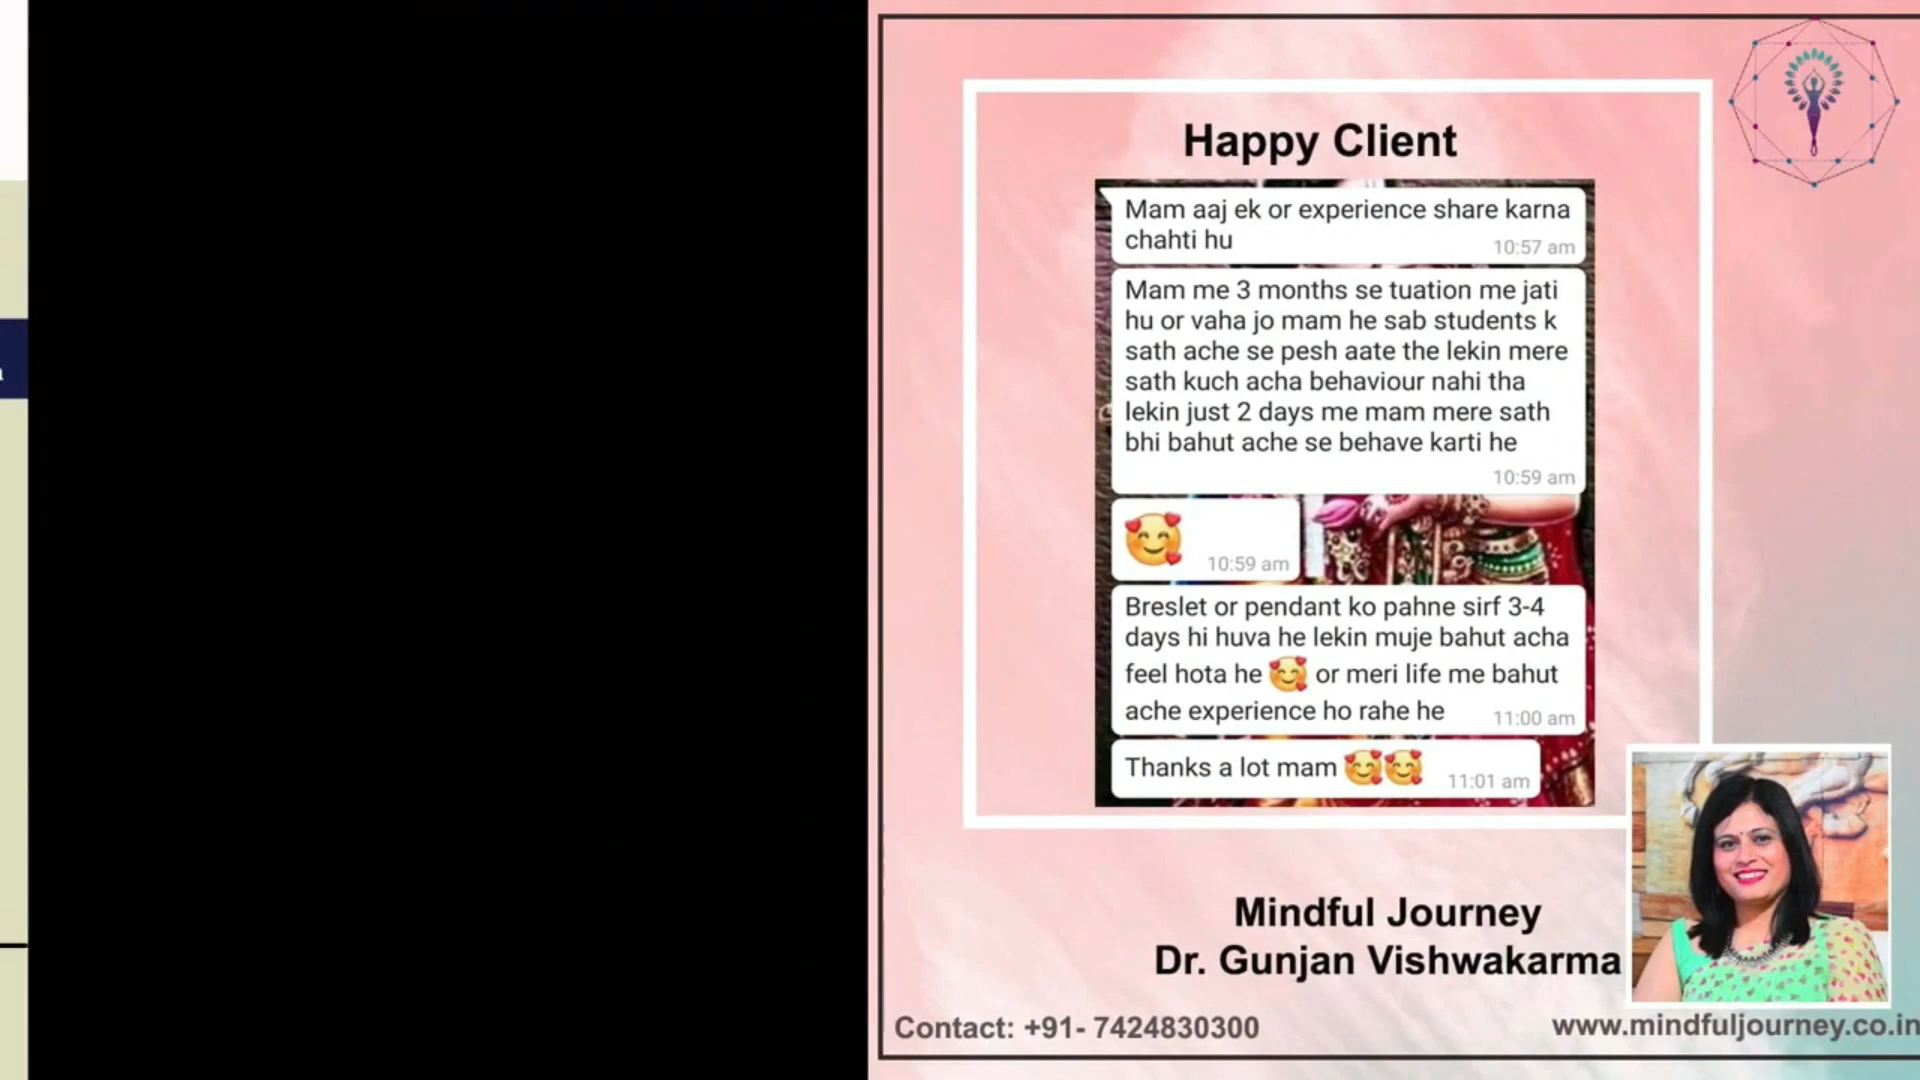 Happy Client
Mam aaj ek or experience share karna
chahti hu
10:57 am
Mam me 3 months se tuation me jati
hu or vaha jo mam he sab students k
sath ache se pesh aate the lekin mere
sath kuch acha behaviour nahi tha
lekin just 2 days me mam mere sath
bhi bahut ache se behave karti he
10:59 am
🥰
10:59 am
Breslet or pendant ko pahne sirf 3-4
days hi huva he lekin muje bahut acha
feel hota he 🥰 or meri life me bahut
ache experience ho rahe he
11:00 am
Thanks a lot mam 🥰🥰
11:01 am
Mindful Journey
Dr. Gunjan Vishwakarma
Contact: +91- 7424830300
www.mindfuljourney.co.in